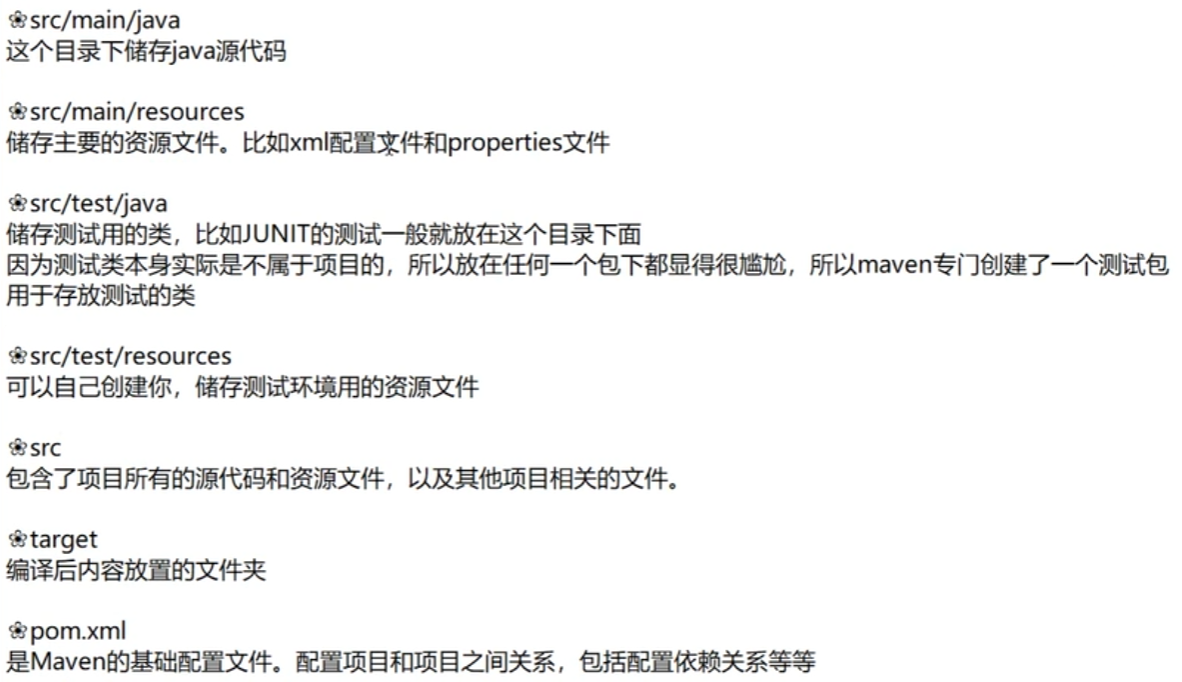 ❀src/main/java
这个目录下储存java源代码
❀src/main/resources
储存主要的资源文件。比如xml配置文件和properties文件
❀src/test/java
储存测试用的类，比如JUNIT的测试一般就放在这个目录下面
因为测试类本身实际是不属于项目的，所以放在任何一个包下都显得很尴尬，所以maven专门创建了一个测试包
用于存放测试的类
❀src/test/resources
可以自己创建你，储存测试环境用的资源文件
❀src
包含了项目所有的源代码和资源文件，以及其他项目相关的文件。
❀target
编译后内容放置的文件夹
❀pom.xml
是Maven的基础配置文件。配置项目和项目之间关系，包括配置依赖关系等等